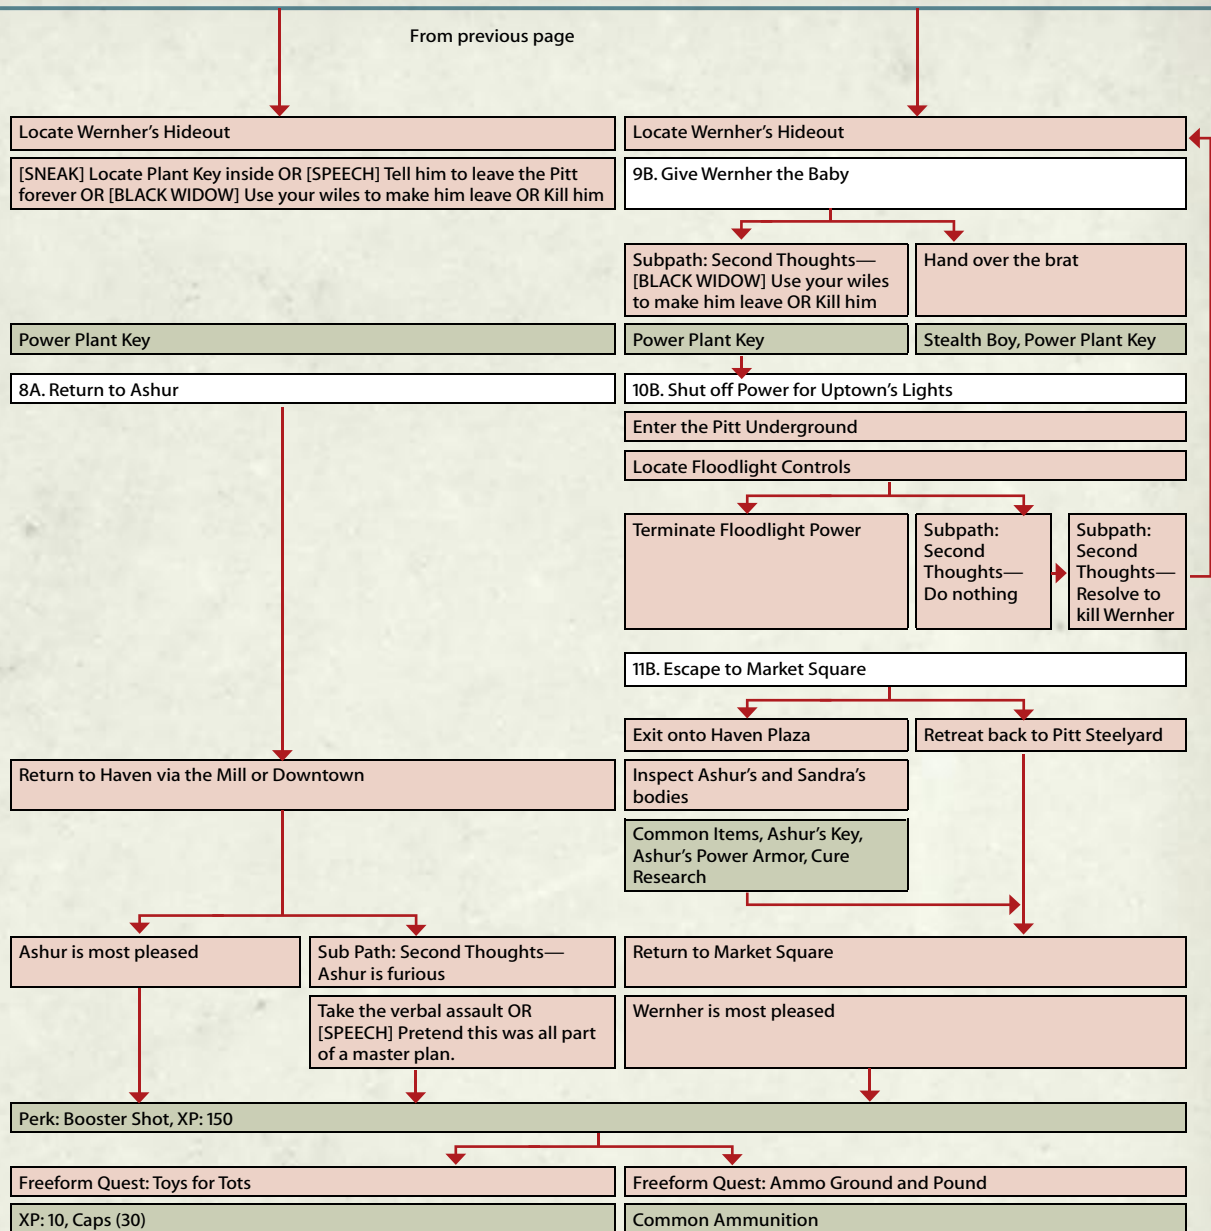 From previous page
Locate Wernher's Hideout
[SNEAK] Locate Plant Key inside OR [SPEECH] Tell him to leave the Pitt
forever OR [BLACK WIDOW] Use your wiles to make him leave OR Kill him
Power Plant Key
8A. Return to Ashur
Return to Haven via the Mill or Downtown
Ashur is most pleased
Sub Path: Second Thoughts—
Ashur is furious
Take the verbal assault OR
[SPEECH] Pretend this was all part
of a master plan.
Locate Wernher's Hideout
9B. Give Wernher the Baby
Subpath: Second Thoughts—
[BLACK WIDOW] Use your wiles
to make him leave OR Kill him
Hand over the brat
Power Plant Key
Stealth Boy, Power Plant Key
10B. Shut off Power for Uptown's Lights
Enter the Pitt Underground
Locate Floodlight Controls
Terminate Floodlight Power
Subpath:
Second
Thoughts—
Do nothing
Subpath:
Second
Thoughts—
Resolve to
kill Wernher
11B. Escape to Market Square
Exit onto Haven Plaza
Retreat back to Pitt Steelyard
Inspect Ashur's and Sandra's
bodies
Common Items, Ashur's Key,
Ashur's Power Armor, Cure
Research
Return to Market Square
Wernher is most pleased
Perk: Booster Shot, XP: 150
Freeform Quest: Toys for Tots
XP: 10, Caps (30)
Freeform Quest: Ammo Ground and Pound
Common Ammunition